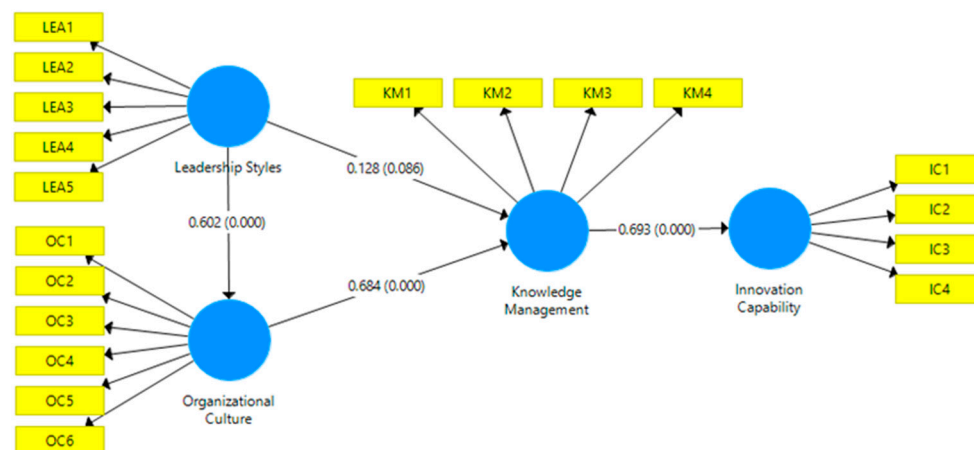 LEA1
LEA2
LEA3
LEA4
LEA5
Leadership Styles
KM1
KM2
KM3
KM4
0.128 (0.086)
0.602 (0.000)
OC1
OC2
OC3
OC4
OC5
OC6
0.684 (0.000)
Organizational
Culture
Knowledge
Management
0.693 (0.000)
Innovation
Capability
IC1
IC2
IC3
IC4